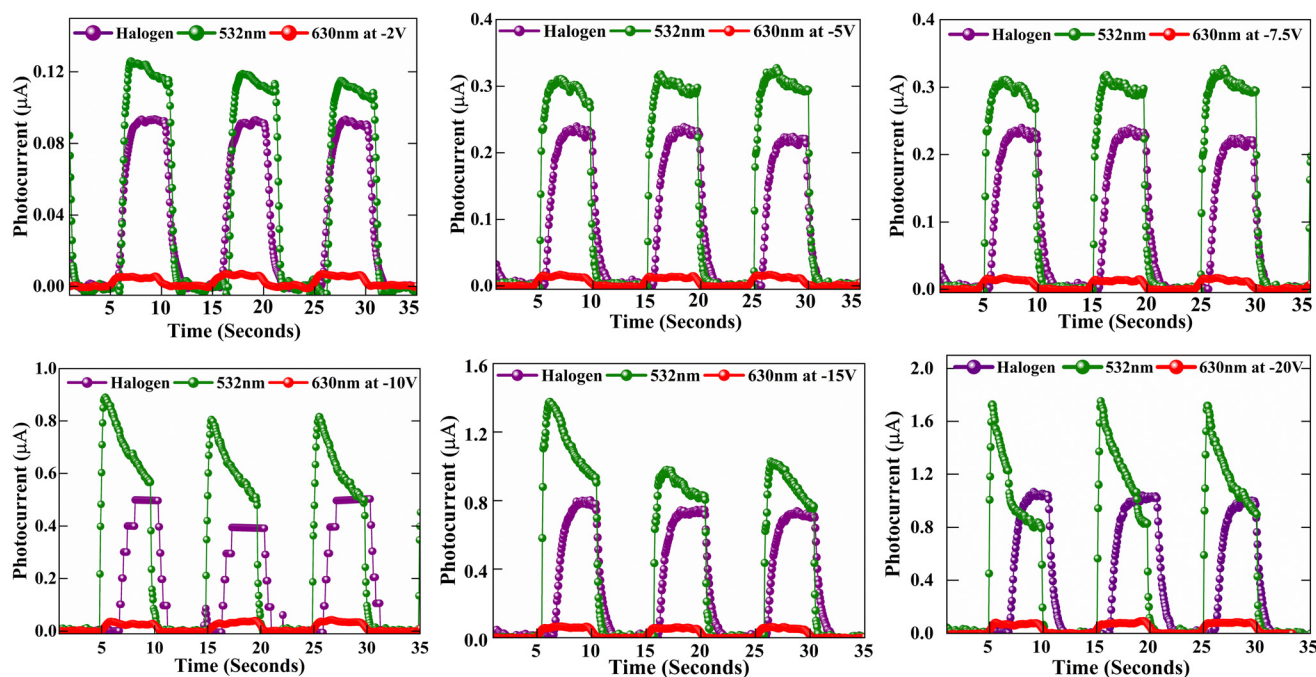 Halogen 532nm 630nm at -2V
Photocurrent (μA)
0.12
0.08
0.04
0.00
5 10 15 20 25 30 35
Time (Seconds)
0.4
Halogen 532nm 630nm at -5V
Photocurrent (μA)
0.3
0.2
0.1
0.0
5 10 15 20 25 30 35
Time (Seconds)
0.4
Halogen 532nm 630nm at -7.5V
Photocurrent (μA)
0.3
0.2
0.1
0.0
5 10 15 20 25 30 35
Time (Seconds)
1.0
Halogen 532nm 630nm at -10V
Photocurrent (μA)
0.8
0.6
0.4
0.2
0.0
5 10 15 20 25 30 35
Time (Seconds)
1.6
Halogen 532nm 630nm at -15V
Photocurrent (μA)
1.2
0.8
0.4
0.0
5 10 15 20 25 30 35
Time (Seconds)
2.0
Halogen 532nm 630nm at -20V
Photocurrent (μA)
1.6
1.2
0.8
0.4
0.0
5 10 15 20 25 30 35
Time (Seconds)